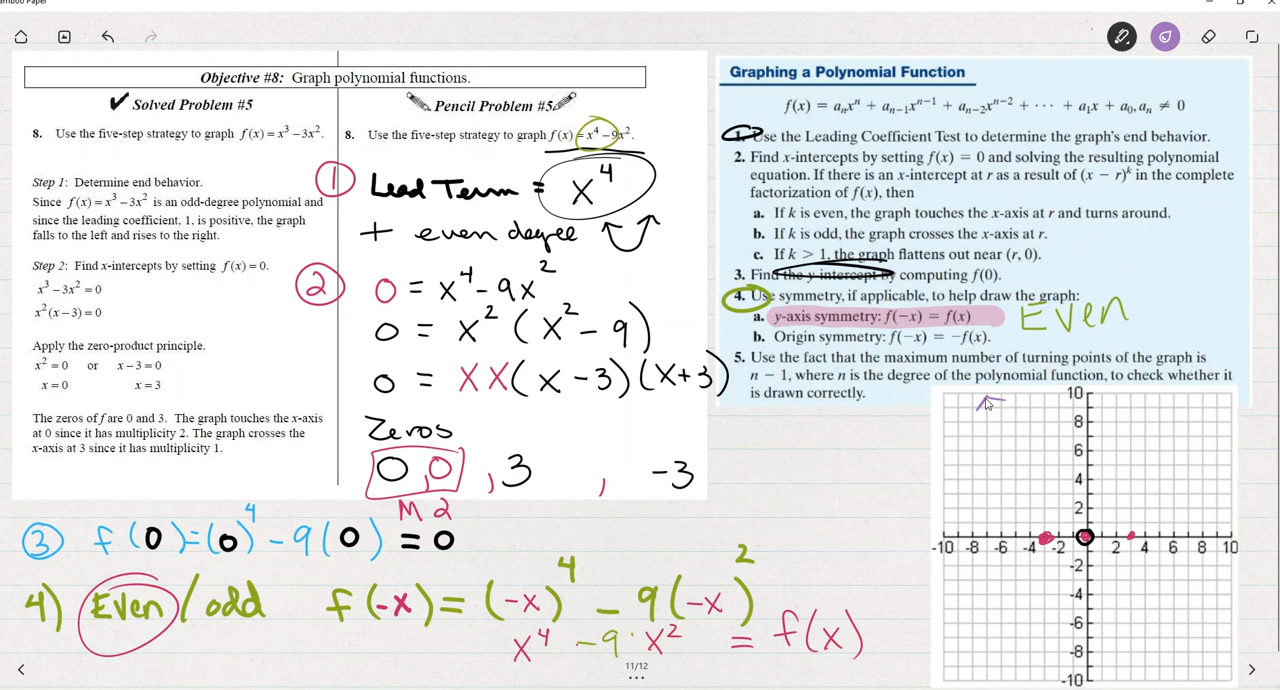 Bamboo Paper
Objective #8: Graph polynomial functions.
✔ Solved Problem #5
8. Use the five-step strategy to graph f(x) = x³ − 3x².
Step 1: Determine end behavior.
Since f(x) = x³ − 3x² is an odd-degree polynomial and
since the leading coefficient, 1, is positive, the graph
falls to the left and rises to the right.
Step 2: Find x-intercepts by setting f(x) = 0.
x³ − 3x² = 0
x²(x − 3) = 0
Apply the zero-product principle.
x² = 0 or x − 3 = 0
x = 0 x = 3
The zeros of f are 0 and 3. The graph touches the x-axis
at 0 since it has multiplicity 2. The graph crosses the
x-axis at 3 since it has multiplicity 1.
Pencil Problem #5
8. Use the five-step strategy to graph f(x) = x⁴ − 9x².
① Lead Term = x⁴
+ even degree
② 0 = x⁴ − 9x²
0 = x² (x² − 9)
0 = x x (x − 3)(x + 3)
Zeros
0, 0, 3, −3
M 2
③ f(0) = (0)⁴ − 9(0) = 0
4) Even / odd f(−x) = (−x)⁴ − 9(−x)²
x⁴ − 9 · x² = f(x)
Graphing a Polynomial Function
f(x) = aₙxⁿ + aₙ₋₁xⁿ⁻¹ + aₙ₋₂xⁿ⁻² + ⋯ + a₁x + a₀, aₙ ≠ 0
1. Use the Leading Coefficient Test to determine the graph's end behavior.
2. Find x-intercepts by setting f(x) = 0 and solving the resulting polynomial
equation. If there is an x-intercept at r as a result of (x − r)ᵏ in the complete
factorization of f(x), then
a. If k is even, the graph touches the x-axis at r and turns around.
b. If k is odd, the graph crosses the x-axis at r.
c. If k > 1, the graph flattens out near (r, 0).
3. Find the y-intercept by computing f(0).
4. Use symmetry, if applicable, to help draw the graph:
a. y-axis symmetry: f(−x) = f(x) Even
b. Origin symmetry: f(−x) = −f(x).
5. Use the fact that the maximum number of turning points of the graph is
n − 1, where n is the degree of the polynomial function, to check whether it
is drawn correctly.
10
8
6
4
2
-10 -8 -6 -4 -2 2 4 6 8 10
-2
-4
-6
-8
-10
11/12